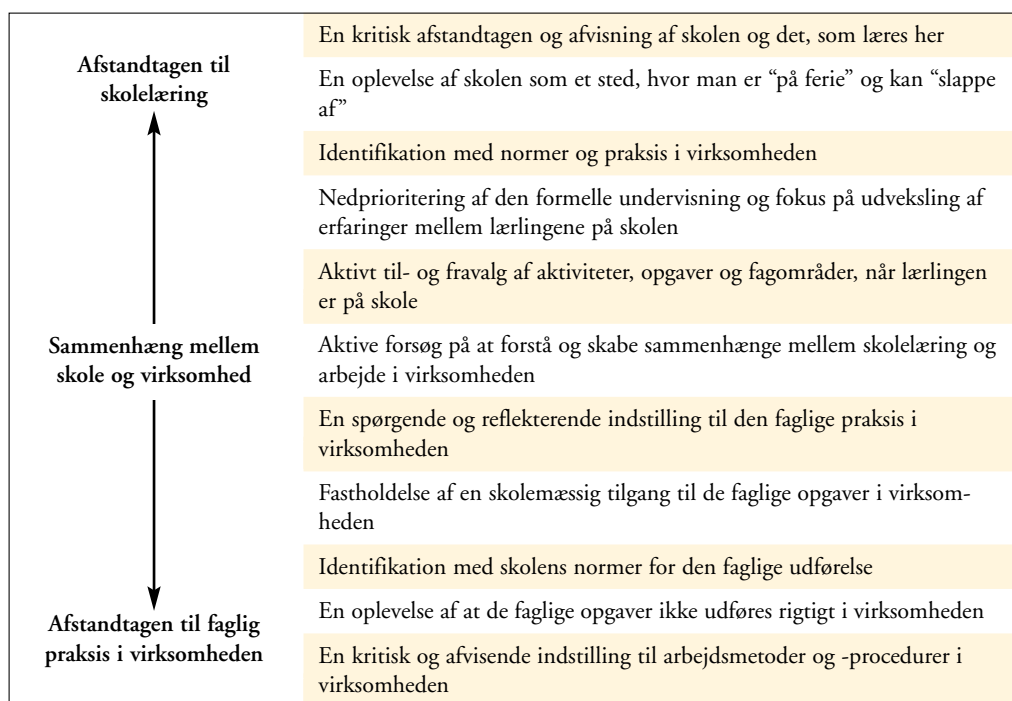 Afstandtagen til
skolelæring
Sammenhæng mellem
skole og virksomhed
Afstandtagen til faglig
praksis i virksomheden
En kritisk afstandtagen og afvisning af skolen og det, som læres her
En oplevelse af skolen som et sted, hvor man er “på ferie” og kan “slappe
af”
Identifikation med normer og praksis i virksomheden
Nedprioritering af den formelle undervisning og fokus på udveksling af
erfaringer mellem lærlingene på skolen
Aktivt til- og fravalg af aktiviteter, opgaver og fagområder, når lærlingen
er på skole
Aktive forsøg på at forstå og skabe sammenhænge mellem skolelæring og
arbejde i virksomheden
En spørgende og reflekterende indstilling til den faglige praksis i
virksomheden
Fastholdelse af en skolemæssig tilgang til de faglige opgaver i virksom-
heden
Identifikation med skolens normer for den faglige udførelse
En oplevelse af at de faglige opgaver ikke udføres rigtigt i virksomheden
En kritisk og afvisende indstilling til arbejdsmetoder og -procedurer i
virksomheden